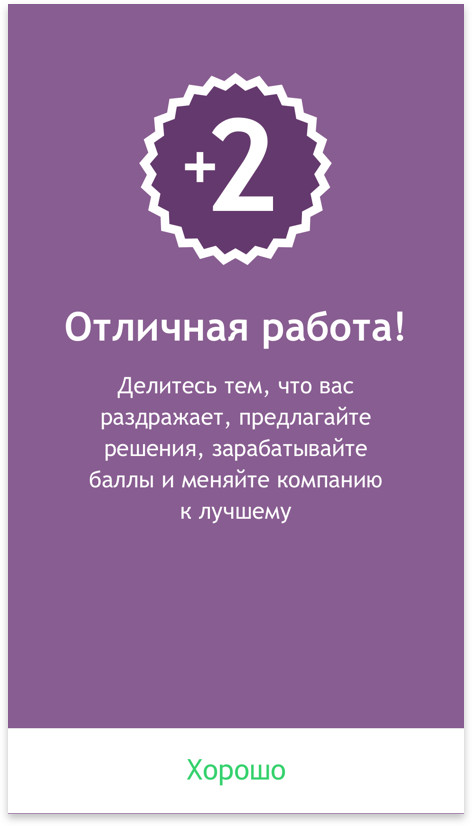 +2
Отличная работа!
Делитесь тем, что вас
раздражает, предлагайте
решения, зарабатывайте
баллы и меняйте компанию
к лучшему
Хорошо